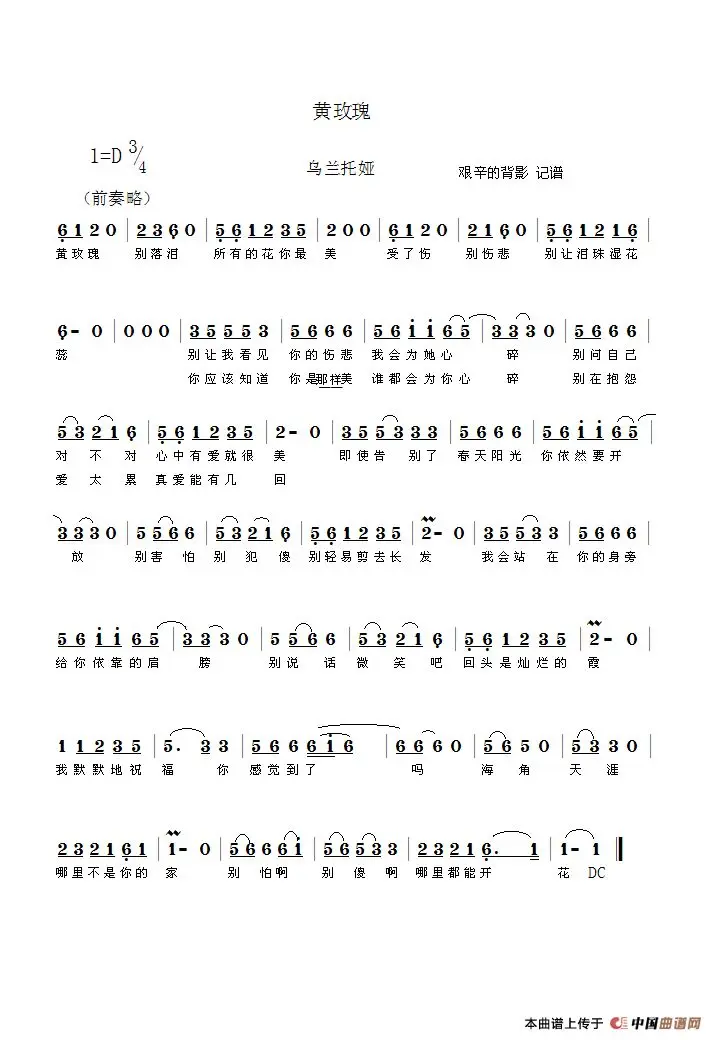 黄玫瑰
1=D 3/4
乌兰托娅
艰辛的背影 记谱
（前奏略）
6 1 2 0 | 2 3 6 0 | 5 6 1 2 3 5 | 2 0 0 | 6 1 2 0 | 2 1 6 0 | 5 6 1 2 1 6 |
黄玫瑰 别落泪 所有的花你最 美 受了伤 别伤悲 别让泪珠湿花
6 - 0 | 0 0 0 | 3 5 5 5 3 | 5 6 6 6 | 5 6 i i 6 5 | 3 3 3 0 | 5 6 6 6 |
蕊 别让我看见 你的伤悲 我会为她心 碎 别问自己
你应该知道 你是那样美 谁都会为你心 碎 别在抱怨
5 3 2 1 6 | 5 6 1 2 3 5 | 2 - 0 | 3 5 5 3 3 3 | 5 6 6 6 | 5 6 i i 6 5 |
对 不 对 心中有爱就很 美 即使告 别了 春天阳光 你依然要开
爱 太 累 真爱能有几 回
3 3 3 0 | 5 5 6 6 | 5 3 2 1 6 | 5 6 1 2 3 5 | 2 - 0 | 3 5 5 3 3 | 5 6 6 6 |
放 别害怕 别 犯 傻 别轻易剪去长 发 我会站 在 你的身旁
5 6 i i 6 5 | 3 3 3 0 | 5 5 6 6 | 5 3 2 1 6 | 5 6 1 2 3 5 | 2 - 0 |
给你依靠的肩 膀 别说 话 微 笑 吧 回头是灿烂的 霞
1 1 2 3 5 | 5 . 3 3 | 5 6 6 6 i 6 | 6 6 6 0 | 5 6 5 0 | 5 3 3 0 |
我默默地祝 福 你 感觉到了 吗 海 角 天 涯
2 3 2 1 6 1 | 1 - 0 | 5 6 6 6 i | 5 6 5 3 3 | 2 3 2 1 6 . 1 | 1 - 1 ‖
哪里不是你的 家 别 怕啊 别 傻 啊 哪里都能开 花 DC
本曲谱上传于 中国曲谱网